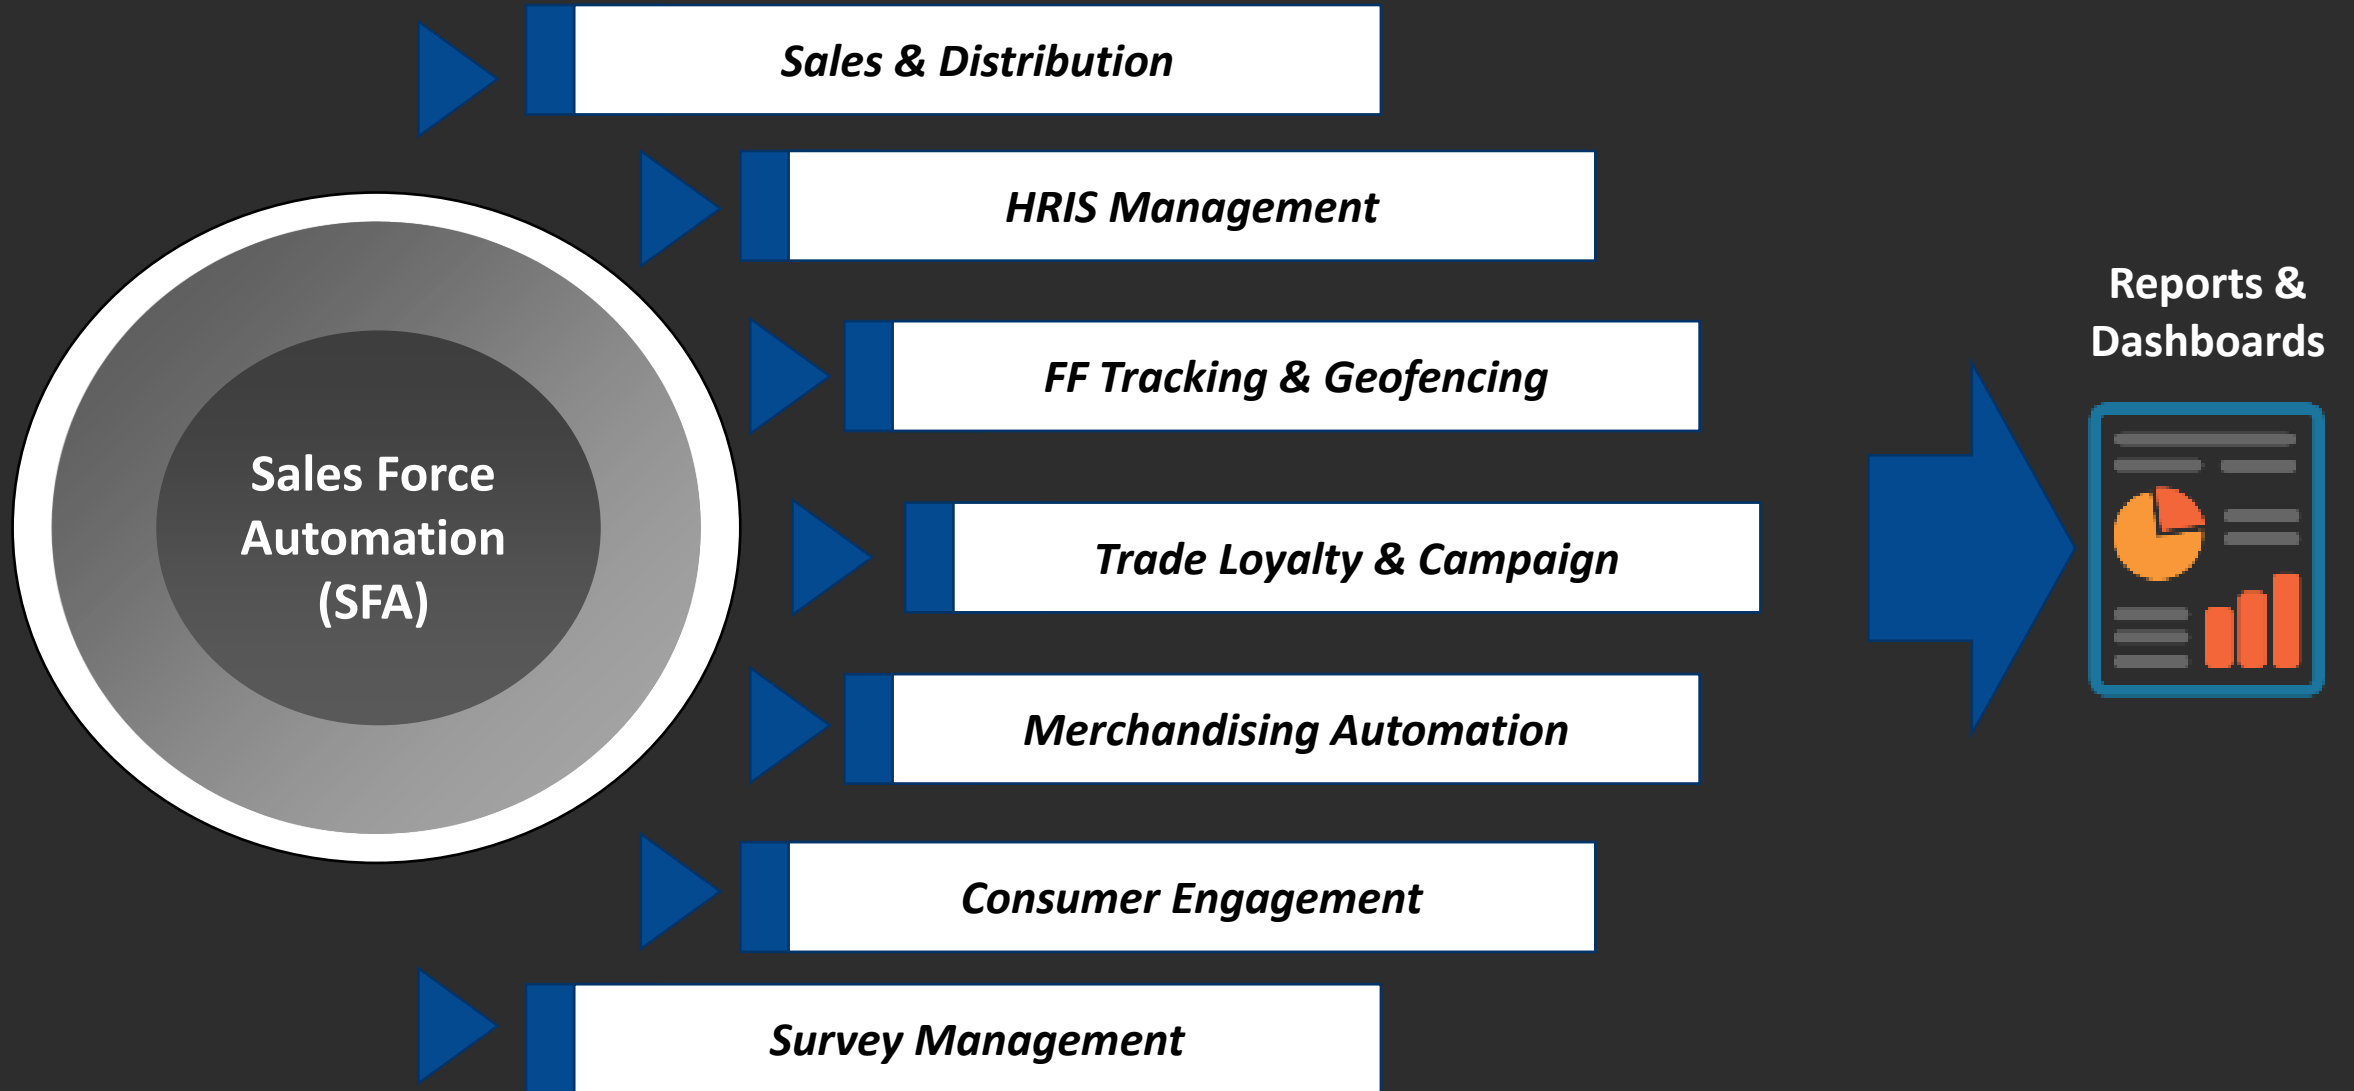 Sales & Distribution
HRIS Management
FF Tracking & Geofencing
Trade Loyalty & Campaign
Merchandising Automation
Consumer Engagement
Survey Management
Sales Force
Automation
(SFA)
Reports &
Dashboards